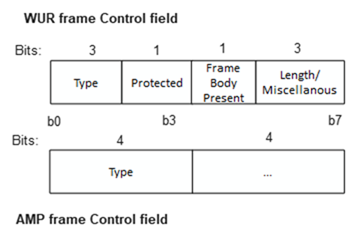 WUR frame Control field
Bits: 3 1 1 3
Type Protected Frame Body Present Length/ Miscellanous
b0 b3 b7
Bits: 4 4
Type ...
AMP frame Control field